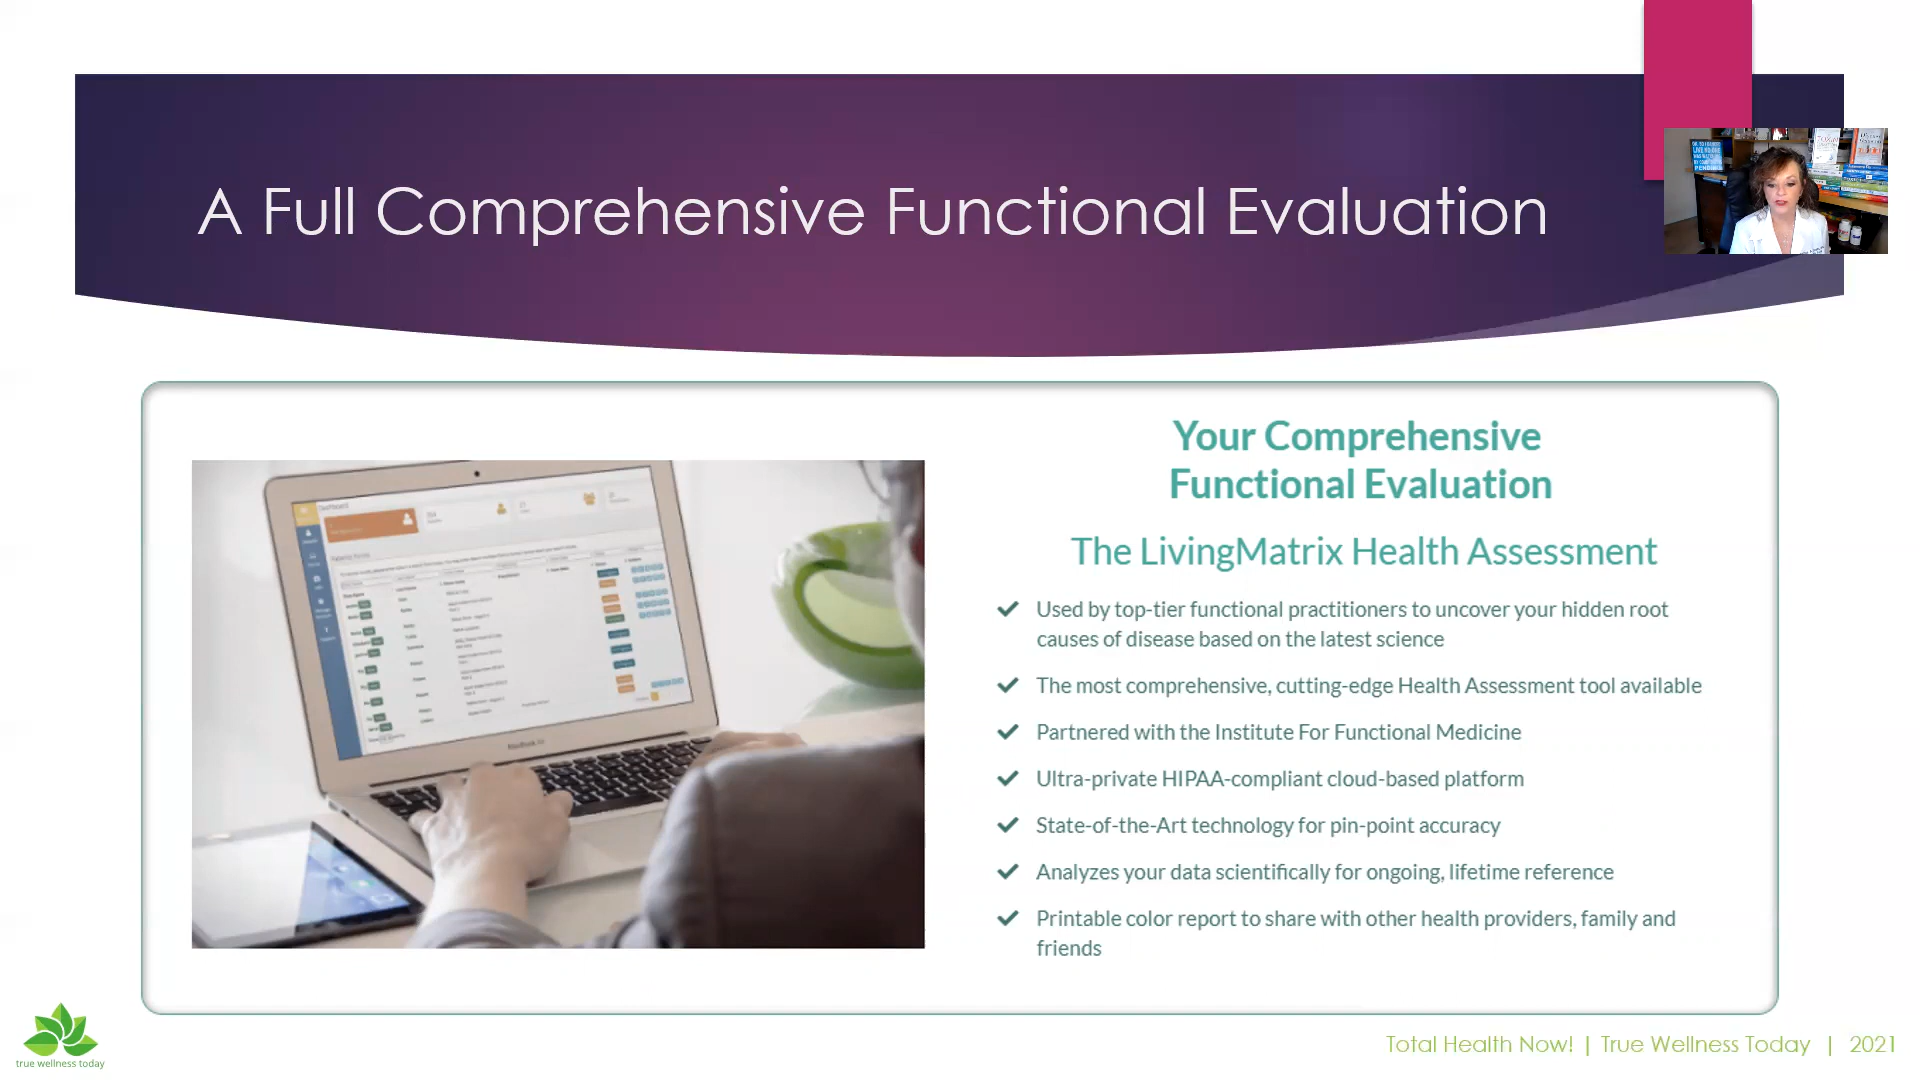 A Full Comprehensive Functional Evaluation
Your Comprehensive
Functional Evaluation
The LivingMatrix Health Assessment
Used by top-tier functional practitioners to uncover your hidden root
causes of disease based on the latest science
The most comprehensive, cutting-edge Health Assessment tool available
Partnered with the Institute For Functional Medicine
Ultra-private HIPAA-compliant cloud-based platform
State-of-the-Art technology for pin-point accuracy
Analyzes your data scientifically for ongoing, lifetime reference
Printable color report to share with other health providers, family and
friends
Dashboard
true wellness today
Total Health Now! | True Wellness Today | 2021